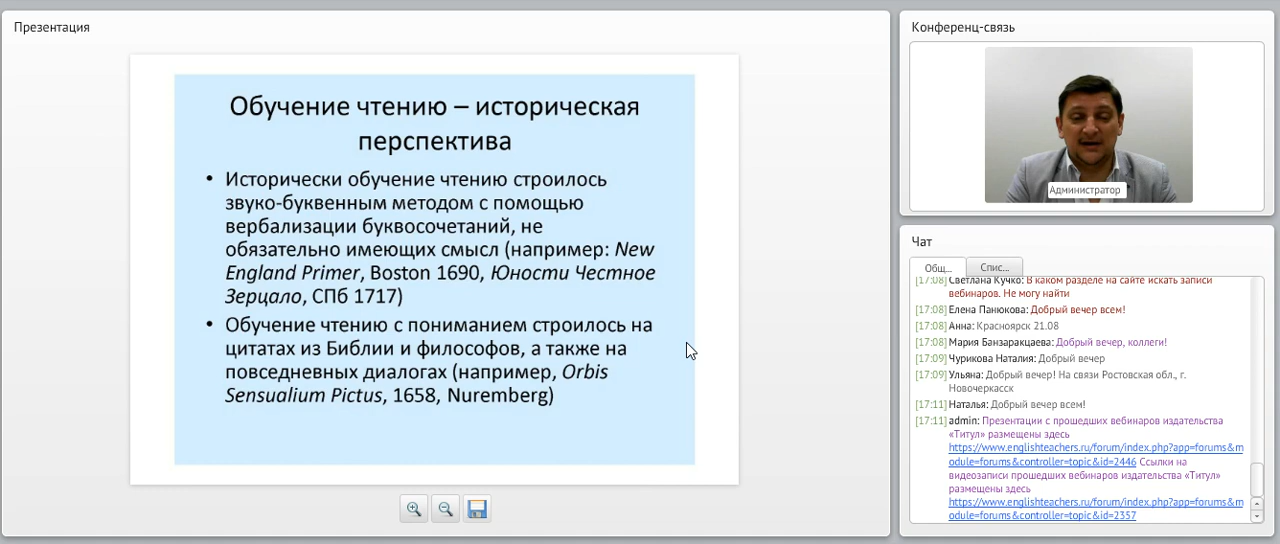 Презентация
Обучение чтению – историческая
перспектива
• Исторически обучение чтению строилось
звуко-буквенным методом с помощью
вербализации буквосочетаний, не
обязательно имеющих смысл (например: New
England Primer, Boston 1690, Юности Честное
Зерцало, СПб 1717)
• Обучение чтению с пониманием строилось на
цитатах из Библии и философов, а также на
повседневных диалогах (например, Orbis
Sensualium Pictus, 1658, Nuremberg)
Конференц-связь
Администратор
Чат
Общ...
Спис...
[17:08] Светлана Кучко: В каком разделе на сайте искать записи
вебинаров. Не могу найти
[17:08] Елена Панюкова: Добрый вечер всем!
[17:08] Анна: Красноярск 21.08
[17:08] Мария Банзаракцаева: Добрый вечер, коллеги!
[17:09] Чурикова Наталия: Добрый вечер
[17:09] Ульяна: Добрый вечер! На связи Ростовская обл., г.
Новочеркасск
[17:11] Наталья: Добрый вечер всем!
[17:11] admin: Презентации с прошедших вебинаров издательства
«Титул» размещены здесь
https://www.englishteachers.ru/forum/index.php?app=forums&m
odule=forums&controller=topic&id=2446 Ссылки на
видеозаписи прошедших вебинаров издательства «Титул»
размещены здесь
https://www.englishteachers.ru/forum/index.php?app=forums&m
odule=forums&controller=topic&id=2357